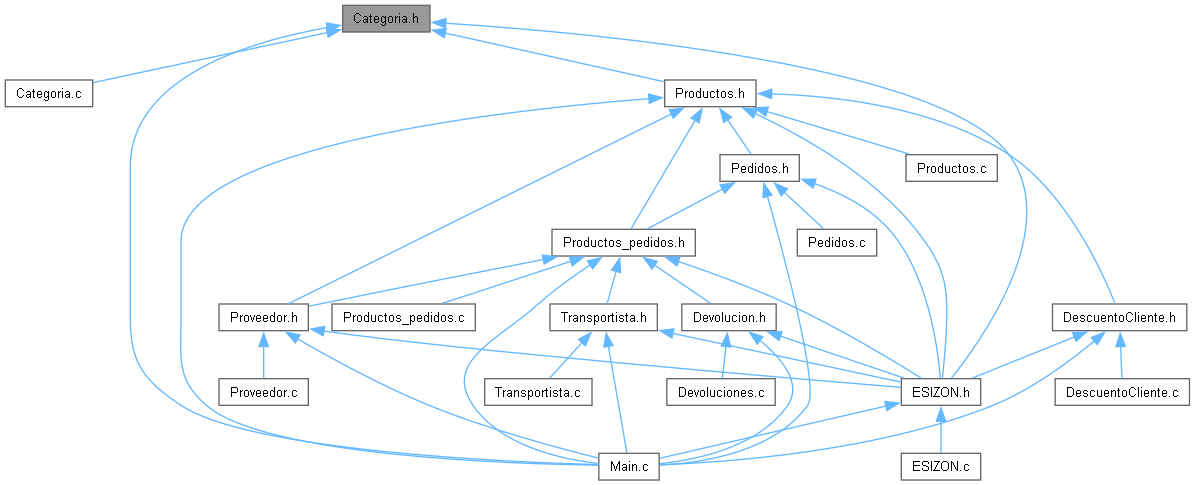 Categoria.h
Categoria.c
Productos.h
Pedidos.h
Productos.c
Productos_pedidos.h
Pedidos.c
Proveedor.h
Productos_pedidos.c
Transportista.h
Devolucion.h
DescuentoCliente.h
Proveedor.c
Transportista.c
Devoluciones.c
ESIZON.h
DescuentoCliente.c
Main.c
ESIZON.c